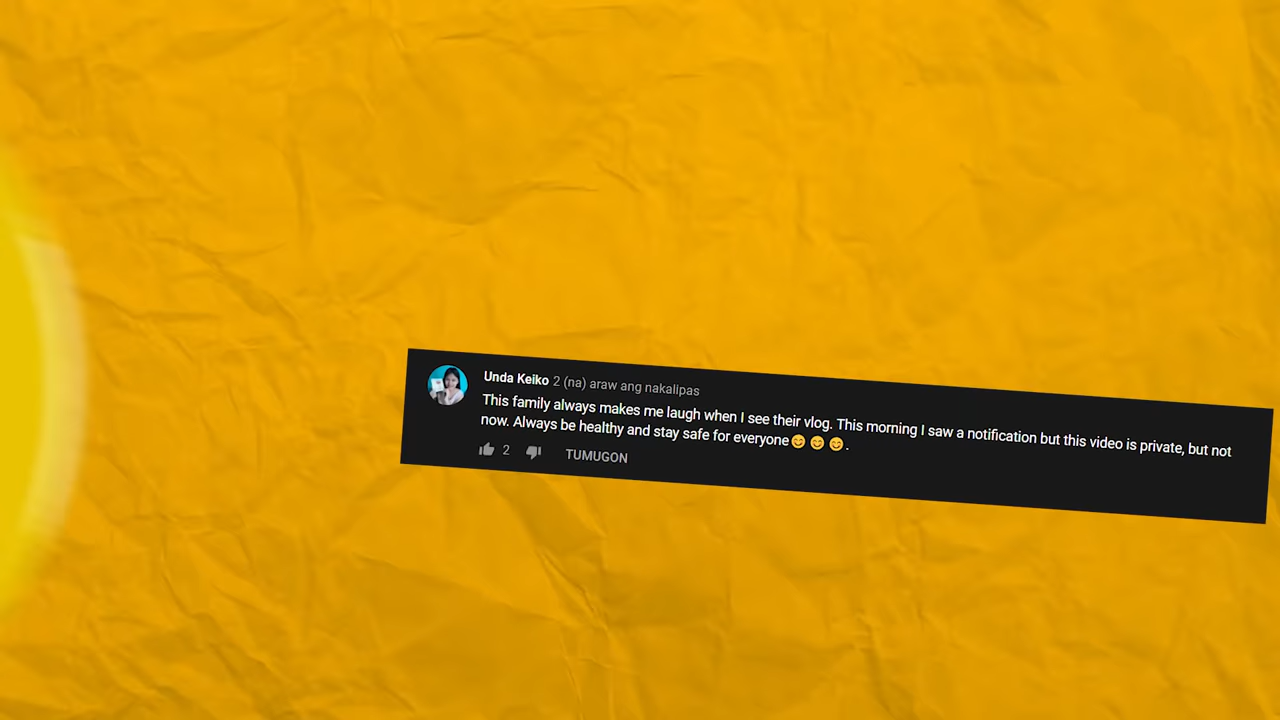 Unda Keiko 2 (na) araw ang nakalipas
This family always makes me laugh when I see their vlog. This morning I saw a notification but this video is private, but not
now. Always be healthy and stay safe for everyone😊😊😊.
2 TUMUGON